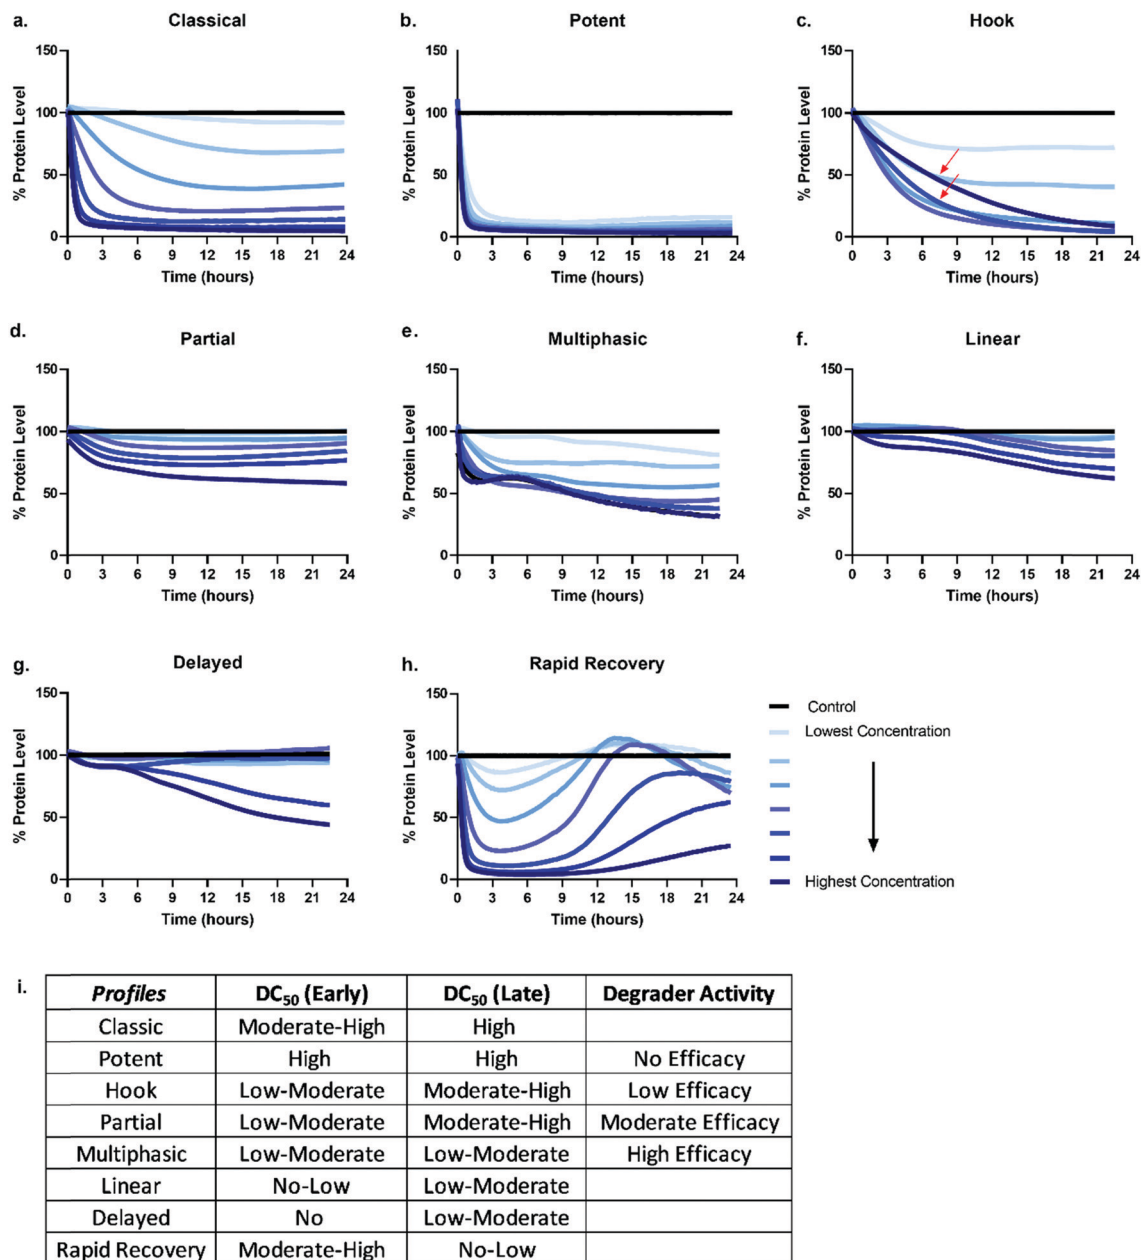 a. Classical
150
100
50
0
% Protein Level
0 3 6 9 12 15 18 21 24
Time (hours)
b. Potent
150
100
50
0
% Protein Level
0 3 6 9 12 15 18 21 24
Time (hours)
c. Hook
150
100
50
0
% Protein Level
0 3 6 9 12 15 18 21 24
Time (hours)
d. Partial
150
100
50
0
% Protein Level
0 3 6 9 12 15 18 21 24
Time (hours)
e. Multiphasic
150
100
50
0
% Protein Level
0 3 6 9 12 15 18 21 24
Time (hours)
f. Linear
150
100
50
0
% Protein Level
0 3 6 9 12 15 18 21 24
Time (hours)
g. Delayed
150
100
50
0
% Protein Level
0 3 6 9 12 15 18 21 24
Time (hours)
h. Rapid Recovery
150
100
50
0
% Protein Level
0 3 6 9 12 15 18 21 24
Time (hours)
Control
Lowest Concentration
Highest Concentration
i.
Profiles DC50 (Early) DC50 (Late) Degrader Activity
Classic Moderate-High High
Potent High High No Efficacy
Hook Low-Moderate Moderate-High Low Efficacy
Partial Low-Moderate Moderate-High Moderate Efficacy
Multiphasic Low-Moderate Low-Moderate High Efficacy
Linear No-Low Low-Moderate
Delayed No Low-Moderate
Rapid Recovery Moderate-High No-Low